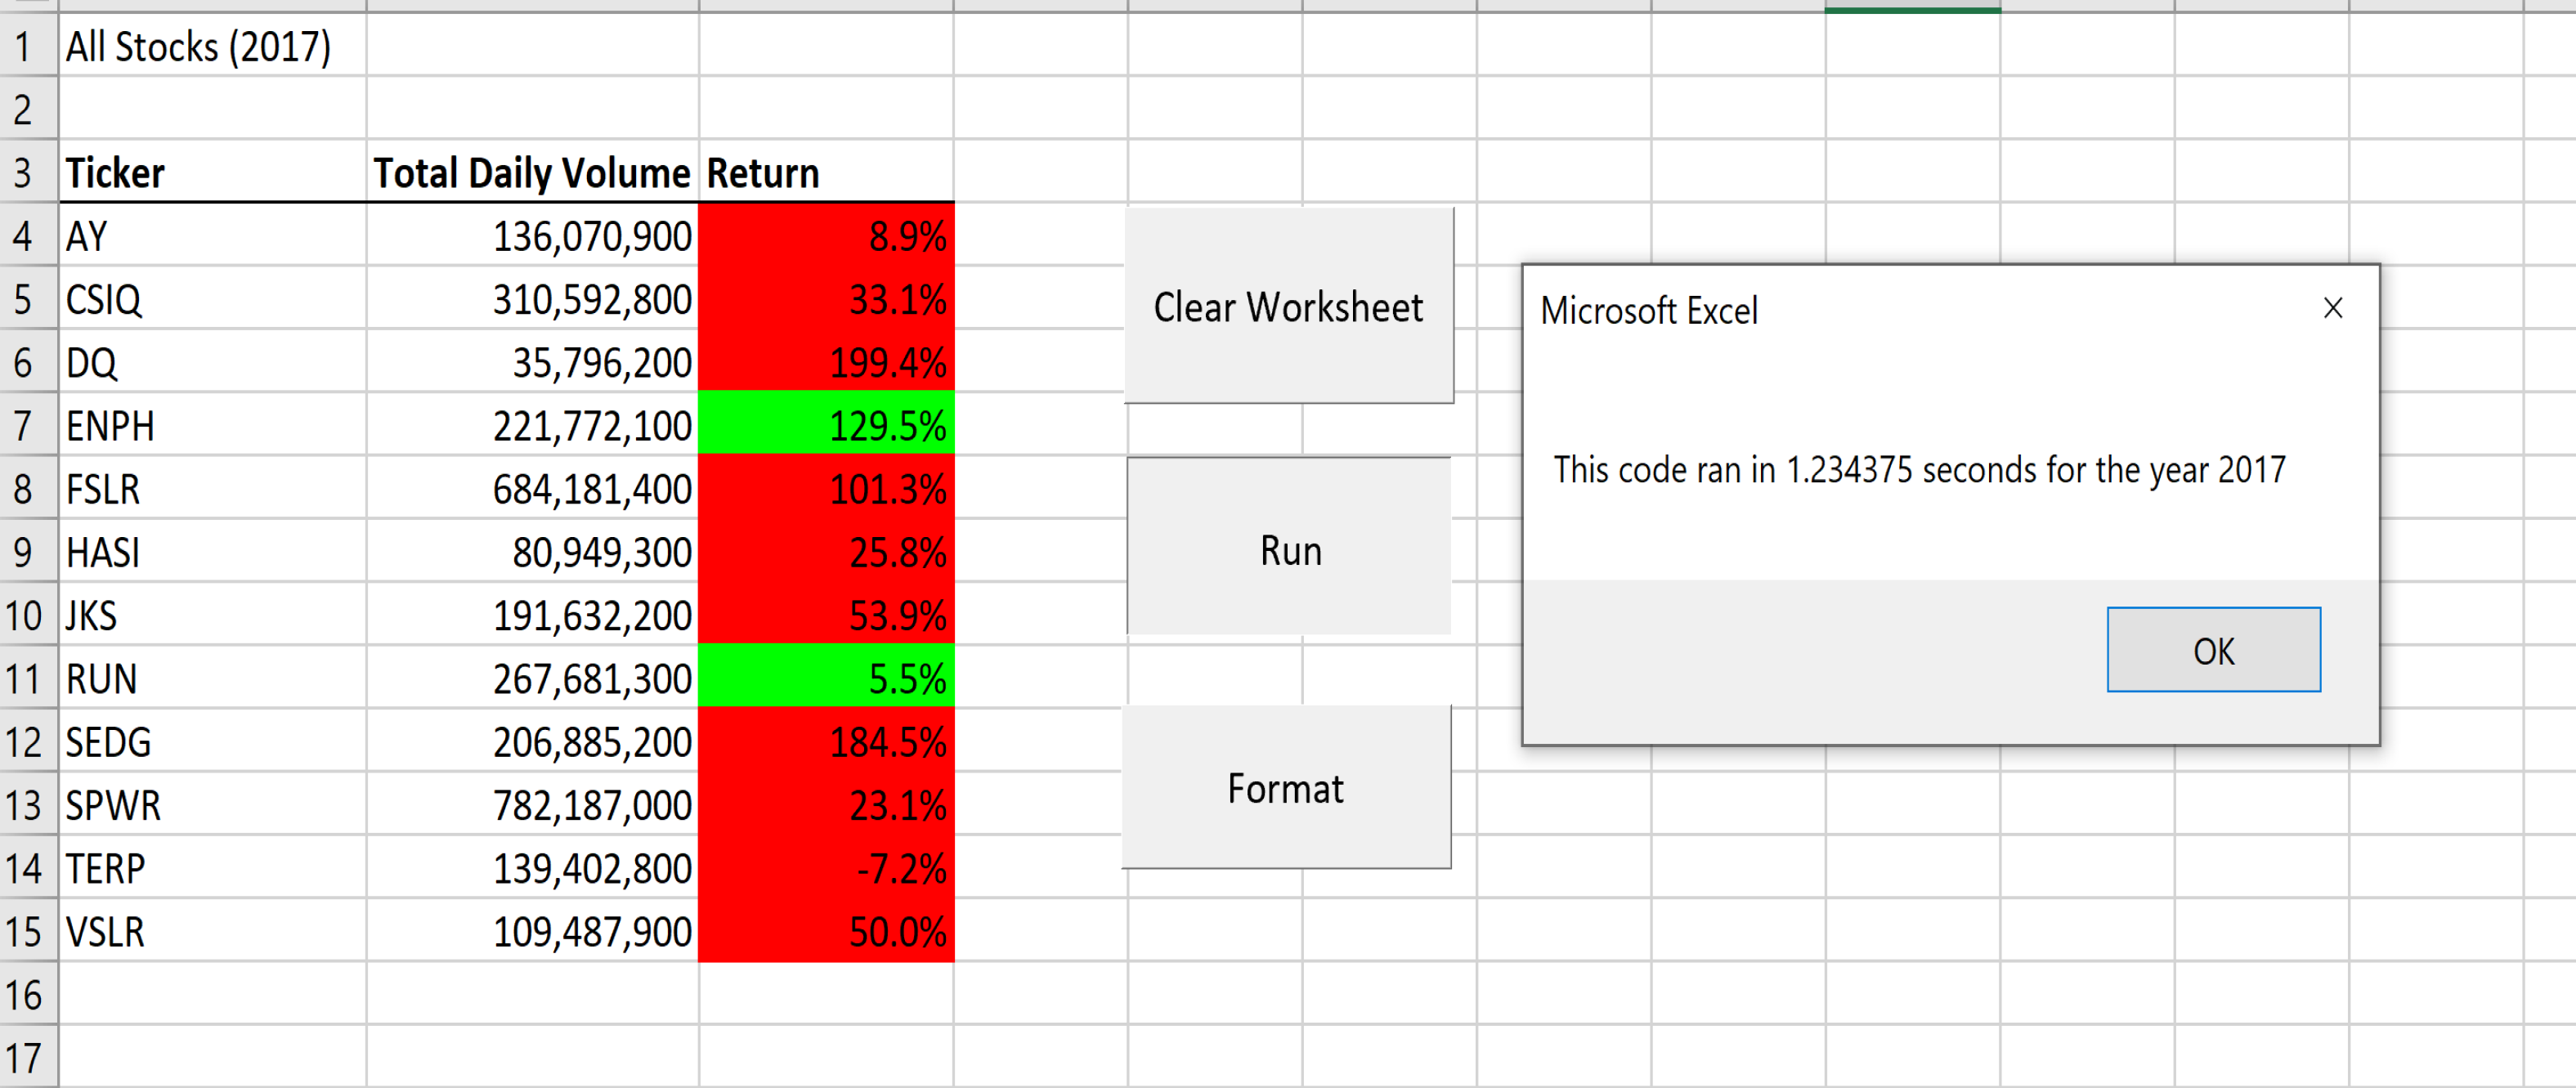 1 All Stocks (2017)
2
3 Ticker Total Daily Volume Return
4 AY 136,070,900 8.9%
5 CSIQ 310,592,800 33.1%
6 DQ 35,796,200 199.4%
7 ENPH 221,772,100 129.5%
8 FSLR 684,181,400 101.3%
9 HASI 80,949,300 25.8%
10 JKS 191,632,200 53.9%
11 RUN 267,681,300 5.5%
12 SEDG 206,885,200 184.5%
13 SPWR 782,187,000 23.1%
14 TERP 139,402,800 -7.2%
15 VSLR 109,487,900 50.0%
16
17
Clear Worksheet
Run
Format
Microsoft Excel
This code ran in 1.234375 seconds for the year 2017
OK